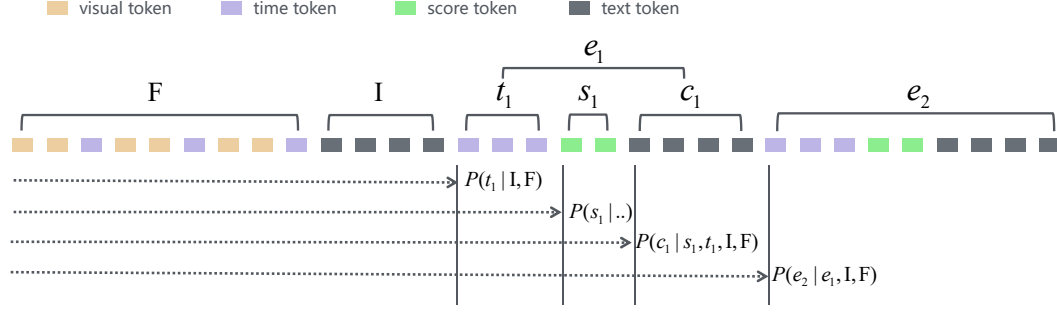 visual token time token score token text token
e₁
F I t₁ s₁ c₁ e₂
P(t₁ | I, F)
P(s₁ | ..)
P(c₁ | s₁, t₁, I, F)
P(e₂ | e₁, I, F)